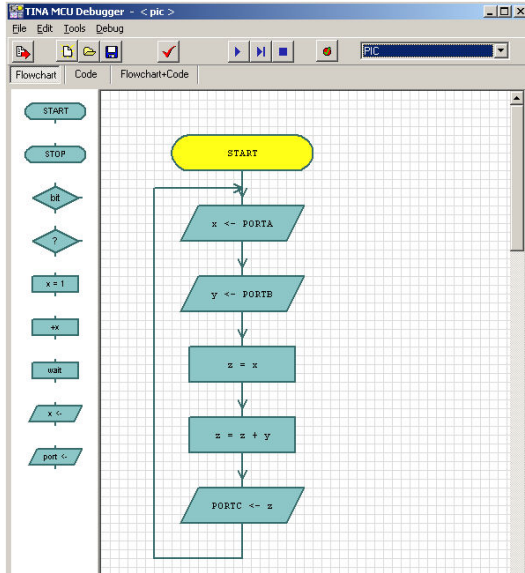 TINA MCU Debugger - < pic >
File Edit Tools Debug
PIC
Flowchart Code Flowchart+Code
START
STOP
bit
?
x = 1
+x
wait
x <-
port <-
START
x <- PORTA
y <- PORTB
z = x
z = z + y
PORTC <- z